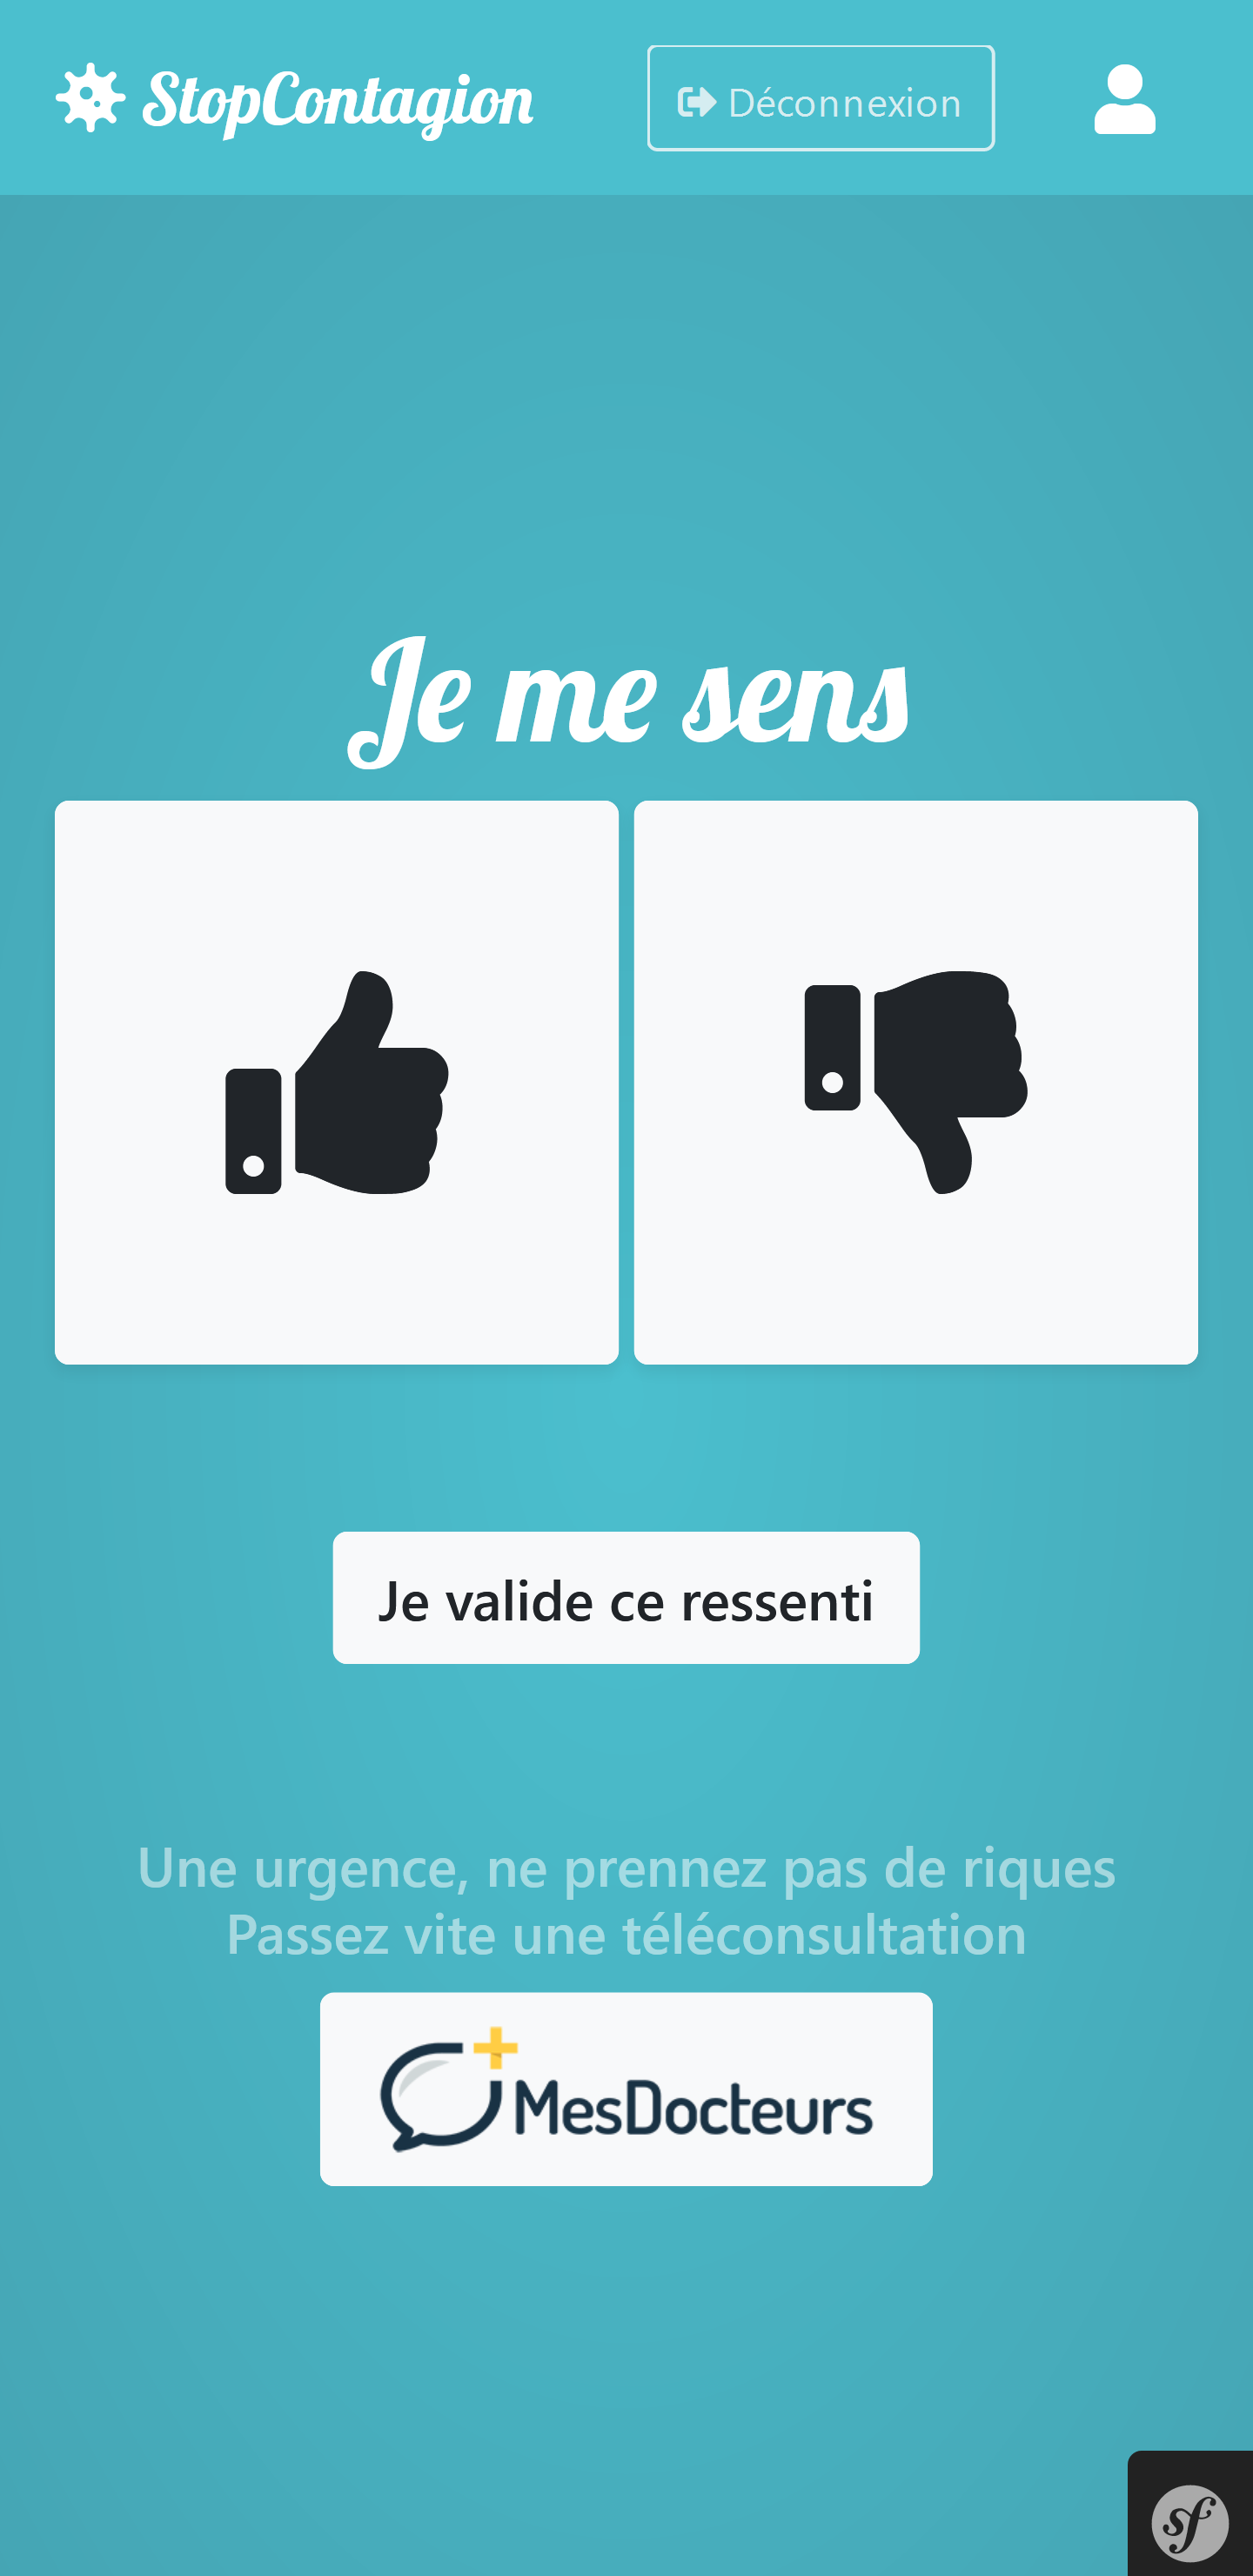 StopContagion
Déconnexion
Je me sens
Je valide ce ressenti
Une urgence, ne prennez pas de riques
Passez vite une téléconsultation
MesDocteurs
sf